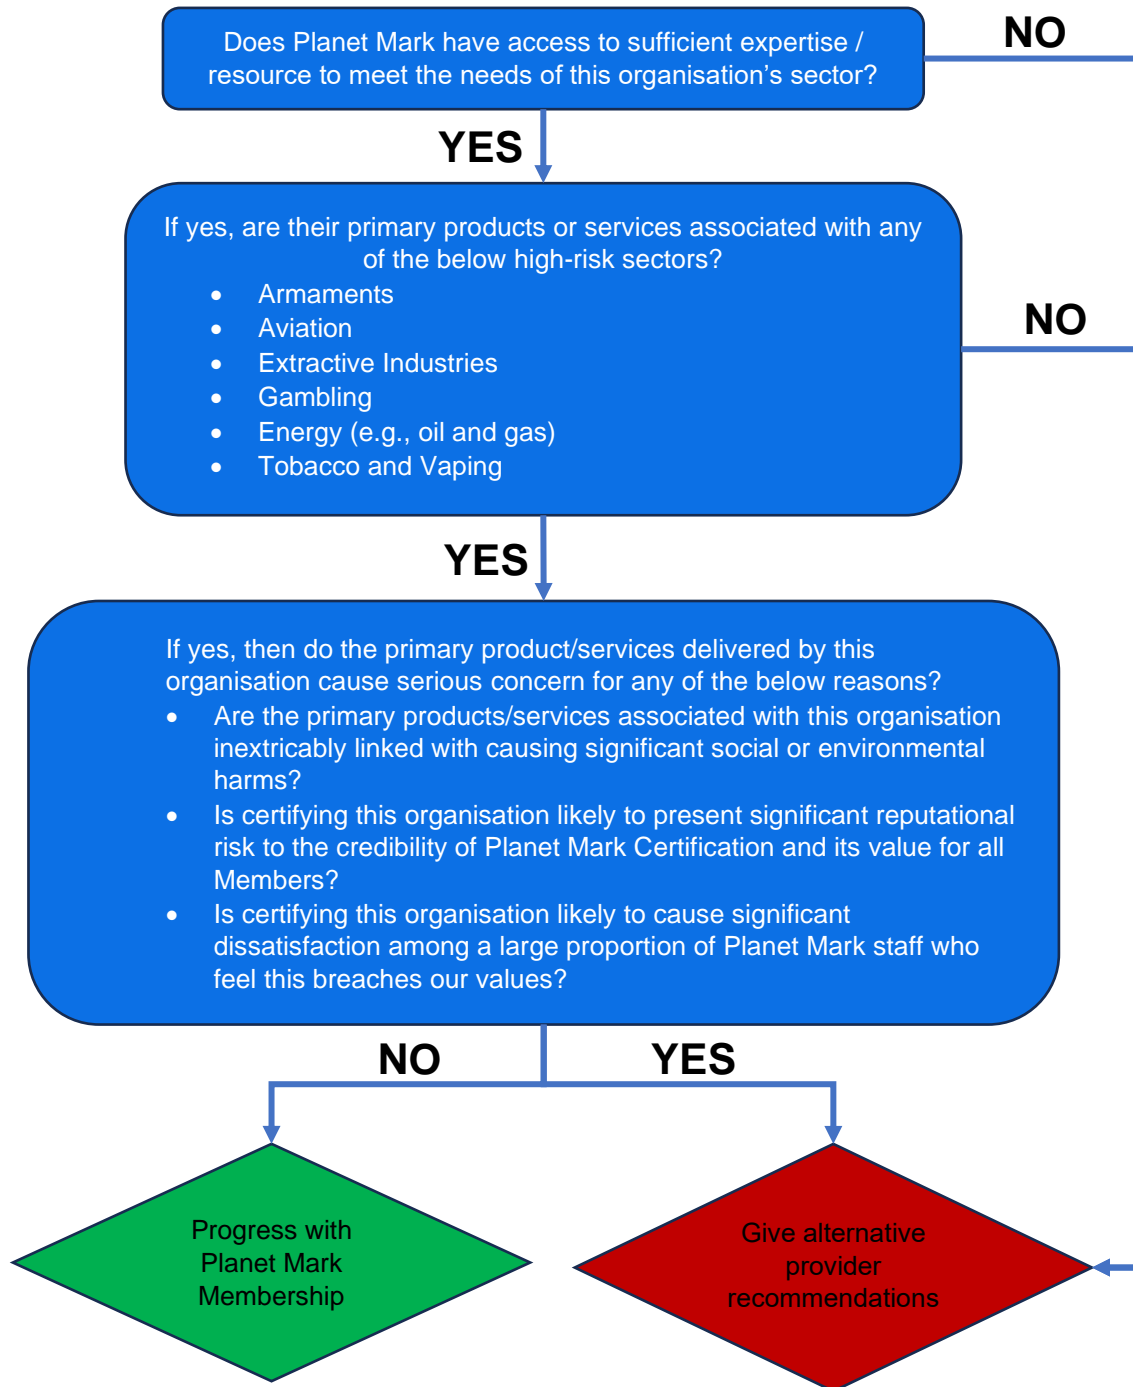 Does Planet Mark have access to sufficient expertise /
resource to meet the needs of this organisation's sector?
NO
YES
If yes, are their primary products or services associated with any
of the below high-risk sectors?
• Armaments
• Aviation
• Extractive Industries
• Gambling
• Energy (e.g., oil and gas)
• Tobacco and Vaping
NO
YES
If yes, then do the primary product/services delivered by this
organisation cause serious concern for any of the below reasons?
• Are the primary products/services associated with this organisation
inextricably linked with causing significant social or environmental
harms?
• Is certifying this organisation likely to present significant reputational
risk to the credibility of Planet Mark Certification and its value for all
Members?
• Is certifying this organisation likely to cause significant
dissatisfaction among a large proportion of Planet Mark staff who
feel this breaches our values?
NO
YES
Progress with
Planet Mark
Membership
Give alternative
provider
recommendations